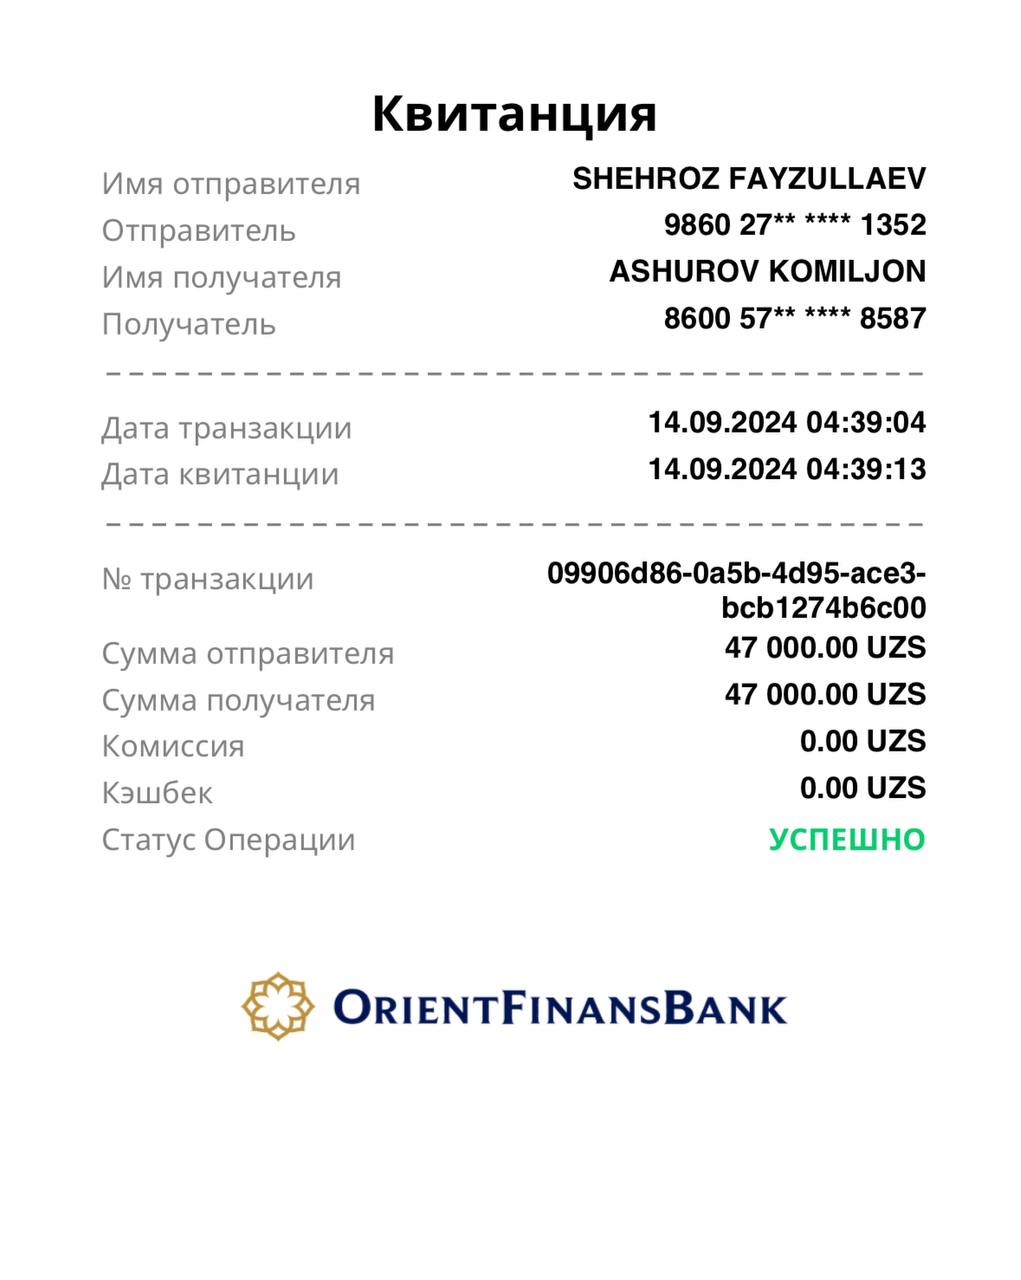 Квитанция
Имя отправителя SHEHROZ FAYZULLAEV
Отправитель 9860 27** **** 1352
Имя получателя ASHUROV KOMILJON
Получатель 8600 57** **** 8587
Дата транзакции 14.09.2024 04:39:04
Дата квитанции 14.09.2024 04:39:13
№ транзакции 09906d86-0a5b-4d95-ace3-
bcb1274b6c00
Сумма отправителя 47 000.00 UZS
Сумма получателя 47 000.00 UZS
Комиссия 0.00 UZS
Кэшбек 0.00 UZS
Статус Операции УСПЕШНО
ORIENTFINANSBANK